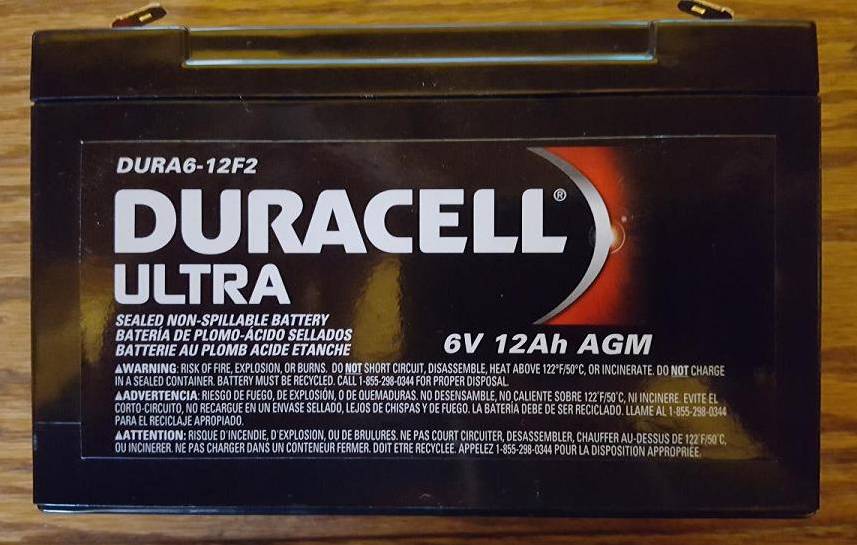 DURA6-12F2
DURACELL®
ULTRA
SEALED NON-SPILLABLE BATTERY
BATERÍA DE PLOMO-ÁCIDO SELLADOS
BATTERIE AU PLOMB ACIDE ETANCHE
6V 12Ah AGM
▲WARNING: RISK OF FIRE, EXPLOSION, OR BURNS. DO NOT SHORT CIRCUIT, DISASSEMBLE, HEAT ABOVE 122°F/50°C, OR INCINERATE. DO NOT CHARGE
IN A SEALED CONTAINER. BATTERY MUST BE RECYCLED. CALL 1-855-298-0344 FOR PROPER DISPOSAL.
▲ADVERTENCIA: RIESGO DE FUEGO, DE EXPLOSIÓN, O DE QUEMADURAS. NO DESENSAMBLE, NO CALIENTE SOBRE 122°F/50°C, NI INCINERE. EVITE EL
CORTO-CIRCUITO, NO RECARGUE EN UN ENVASE SELLADO, LEJOS DE CHISPAS Y DE FUEGO. LA BATERÍA DEBE DE SER RECICLADO. LLAME AL 1-855-298-0344
PARA EL RECICLAJE APROPIADO.
▲ATTENTION: RISQUE D'INCENDIE, D'EXPLOSION, OU DE BRULURES. NE PAS COURT CIRCUITER, DESASSEMBLER, CHAUFFER AU-DESSUS DE 122°F/50°C,
OU INCINERER. NE PAS CHARGER DANS UN CONTENEUR FERMER. DOIT ETRE RECYCLEE. APPELEZ 1-855-298-0344 POUR LA DISPOSITION APPROPRIÉE.